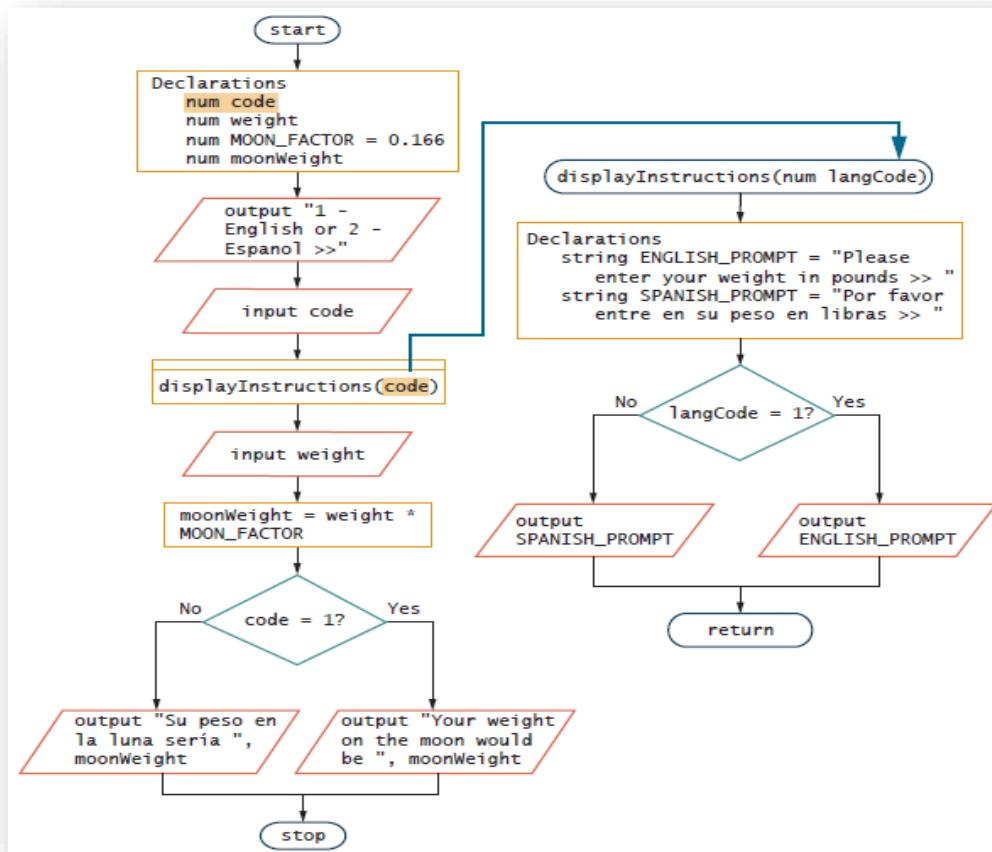 start
Declarations
num code
num weight
num MOON_FACTOR = 0.166
num moonWeight
output "1 -
English or 2 -
Espanol >>"
input code
displayInstructions(code)
input weight
moonWeight = weight *
MOON_FACTOR
No
code = 1?
Yes
output "Su peso en
la luna sería ",
moonWeight
output "Your weight
on the moon would
be ", moonWeight
stop
displayInstructions(num langCode)
Declarations
string ENGLISH_PROMPT = "Please
enter your weight in pounds >> "
string SPANISH_PROMPT = "Por favor
entre en su peso en libras >> "
No
langCode = 1?
Yes
output
SPANISH_PROMPT
output
ENGLISH_PROMPT
return